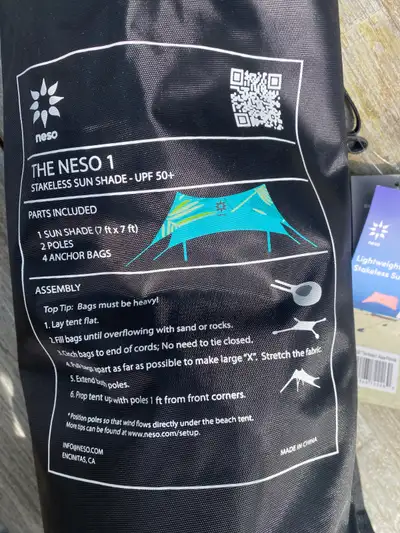 neso
THE NESO 1
STAKELESS SUN SHADE - UPF 50+
PARTS INCLUDED
1 SUN SHADE (7 ft x 7 ft)
2 POLES
4 ANCHOR BAGS
ASSEMBLY
Top Tip: Bags must be heavy!
1. Lay tent flat.
2. Fill bags until overflowing with sand or rocks.
3. Cinch bags to end of cords; No need to tie closed.
4. Pull bags apart as far as possible to make large "X". Stretch the fabric
5. Extend both poles.
6. Prop tent up with poles 1 ft from front corners.
*Position poles so that wind flows directly under the beach tent.
More tips can be found at www.neso.com/setup.
INFO@NESO.COM
ENCINITAS, CA
MADE IN CHINA
neso
Lightweight
Stakeless Su